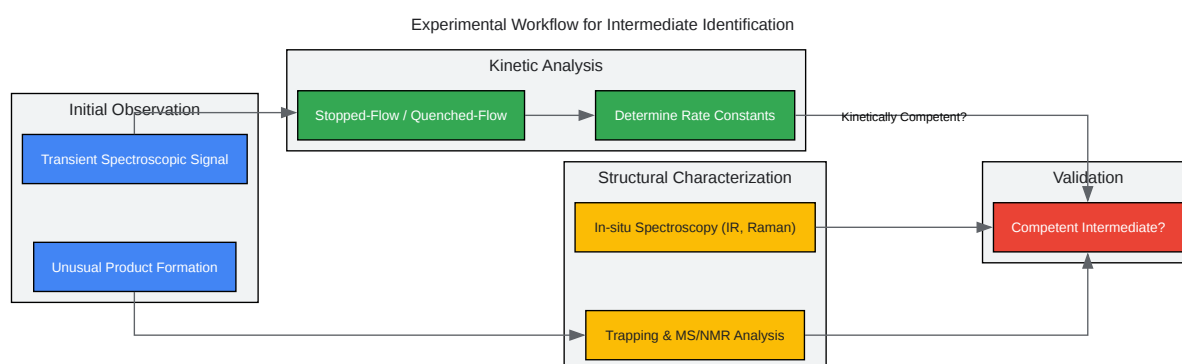 Experimental Workflow for Intermediate Identification
Kinetic Analysis
Initial Observation
Stopped-Flow / Quenched-Flow
Determine Rate Constants
Kinetically Competent?
Transient Spectroscopic Signal
Structural Characterization
Validation
In-situ Spectroscopy (IR, Raman)
Competent Intermediate?
Unusual Product Formation
Trapping & MS/NMR Analysis